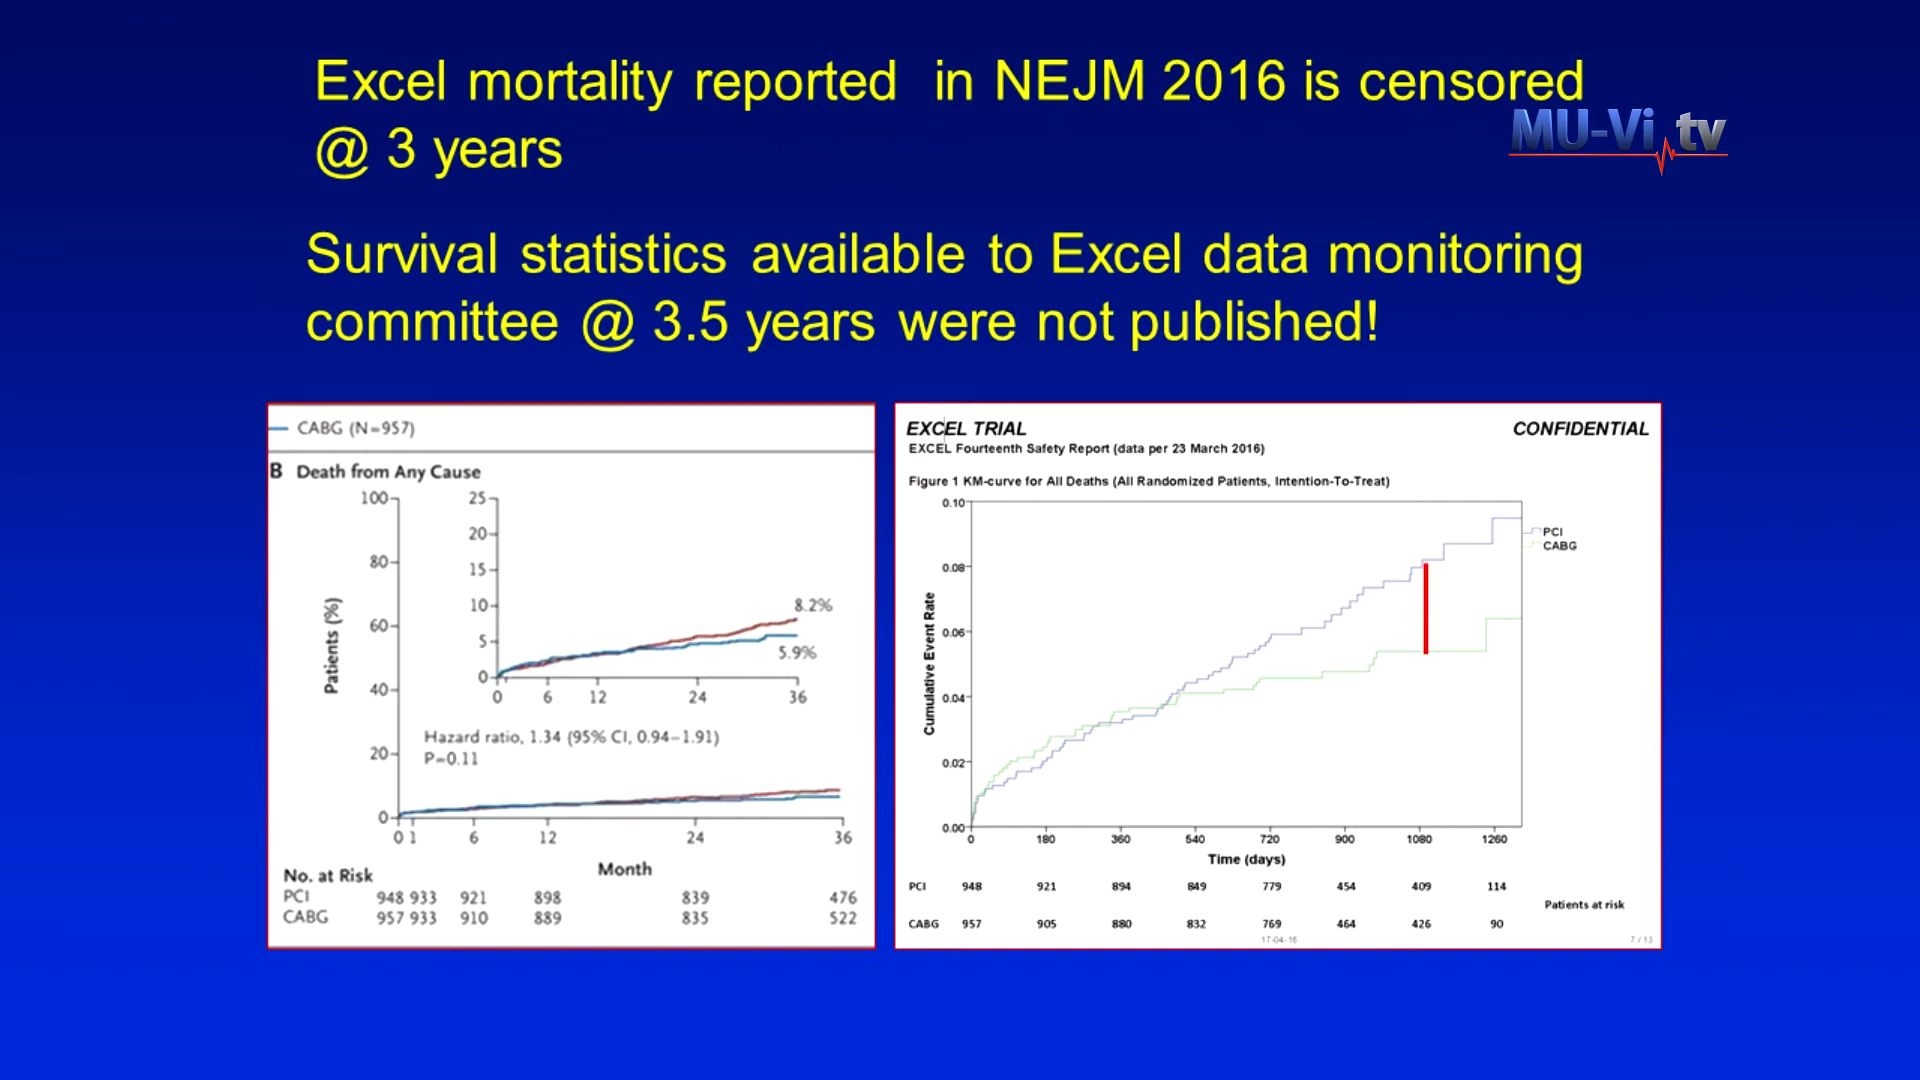 Excel mortality reported in NEJM 2016 is censored
@ 3 years
MU-Vi tv
Survival statistics available to Excel data monitoring
committee @ 3.5 years were not published!
CABG (N=957)
B Death from Any Cause
100
80
60
40
20
0
Patients (%)
25
20
15
10
5
0
8.2%
5.9%
0 6 12 24 36
Hazard ratio, 1.34 (95% CI, 0.94–1.91)
P=0.11
0 1 6 12 24 36
Month
No. at Risk
PCI 948 933 921 898 839 476
CABG 957 933 910 889 835 522
EXCEL TRIAL CONFIDENTIAL
EXCEL Fourteenth Safety Report (data per 23 March 2016)
Figure 1 KM-curve for All Deaths (All Randomized Patients, Intention-To-Treat)
0.10
0.08
0.06
0.04
0.02
0.00
Cumulative Event Rate
PCI
CABG
0 180 360 540 720 900 1080 1260
Time (days)
PCI 948 921 894 849 779 454 409 114
Patients at risk
CABG 957 905 880 832 769 464 426 90
17-04-16 7 / 13